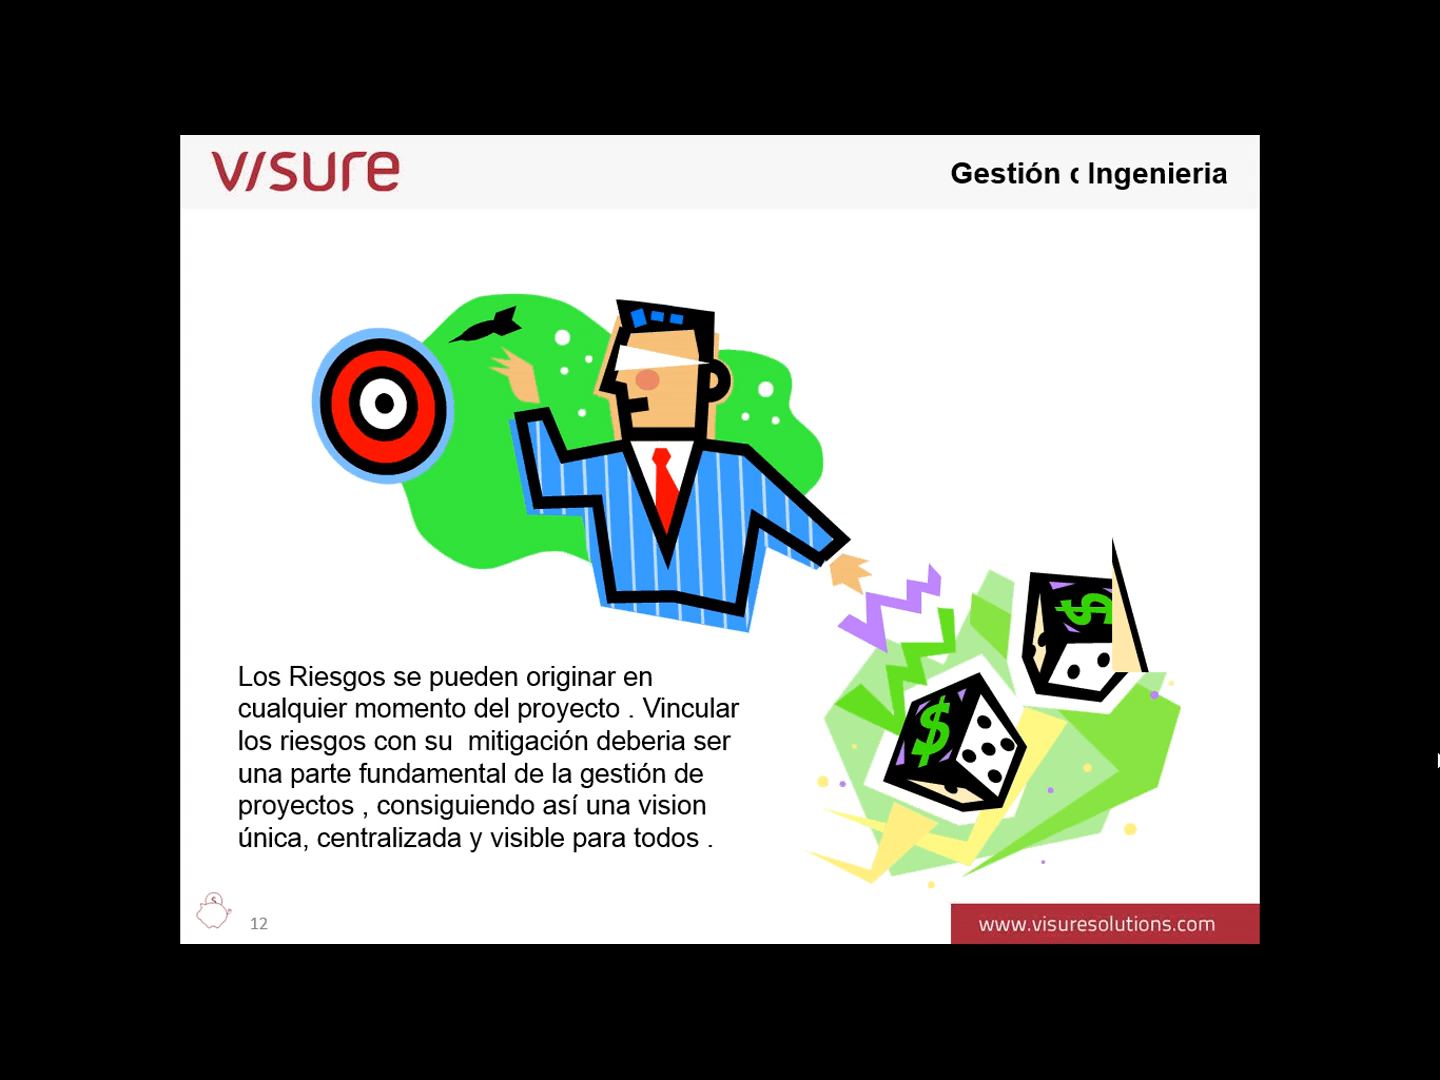 visure
Gestión Ingenieria
$
$
Los Riesgos se pueden originar en
cualquier momento del proyecto . Vincular
los riesgos con su  mitigación deberia ser
una parte fundamental de la gestión de
proyectos , consiguiendo así una vision
única, centralizada y visible para todos .
12
www.visuresolutions.com